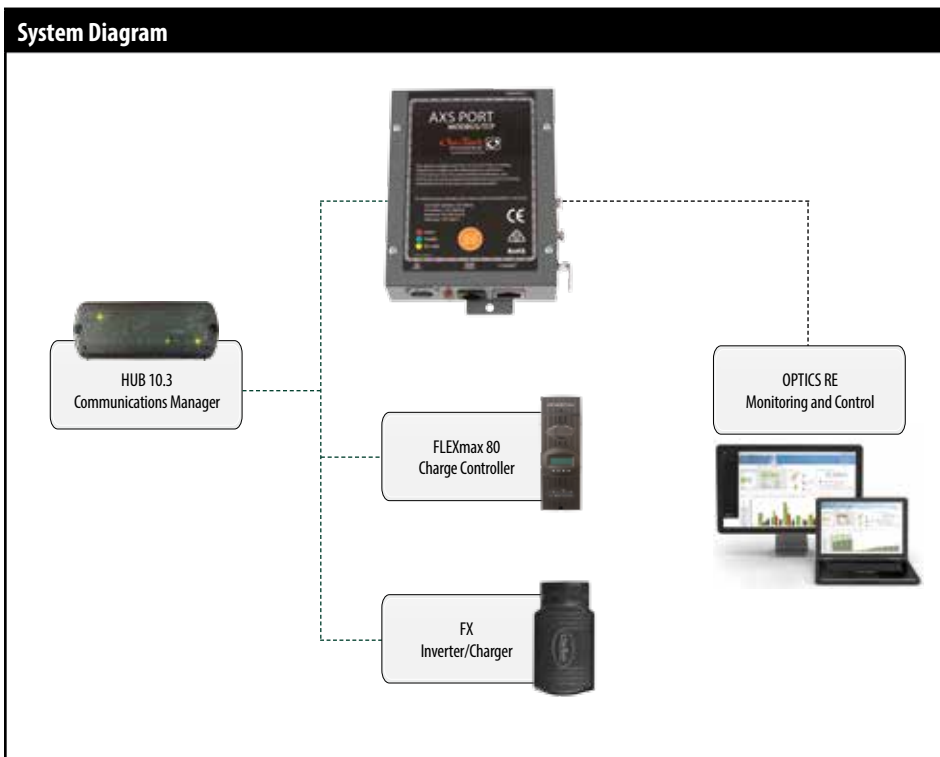 System Diagram
AXS PORT
MODBUS/TCP
OutBack
CE
RoHS
HUB 10.3
Communications Manager
OPTICS RE
Monitoring and Control
FLEXmax 80
Charge Controller
FX
Inverter/Charger